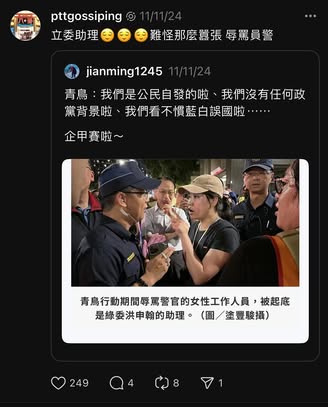 pttgossiping 11/11/24
立委助理😌😌😌難怪那麼囂張 辱罵員警
jianming1245 11/11/24
青鳥：我們是公民自發的啦、我們沒有任何政
黨背景啦、我們看不慣藍白誤國啦⋯⋯
企甲賽啦～
青鳥行動期間辱罵警官的女性工作人員，被起底
是綠委洪申翰的助理。（圖／塗豐駿攝）
249 4 8 1